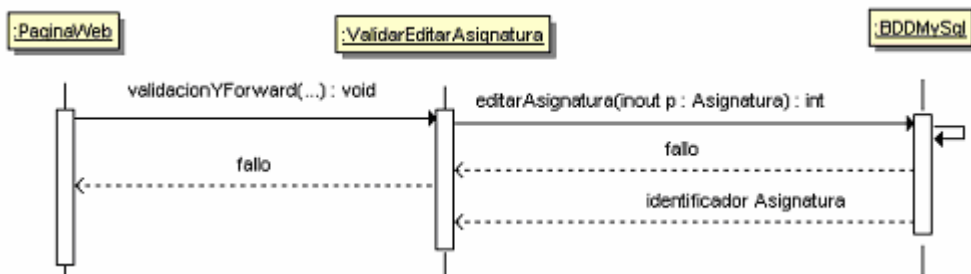 :PaginaWeb
:ValidarEditarAsignatura
:BDDMySql
validacionYForward(...) : void
editarAsignatura(inout p : Asignatura) : int
fallo
fallo
identificador Asignatura